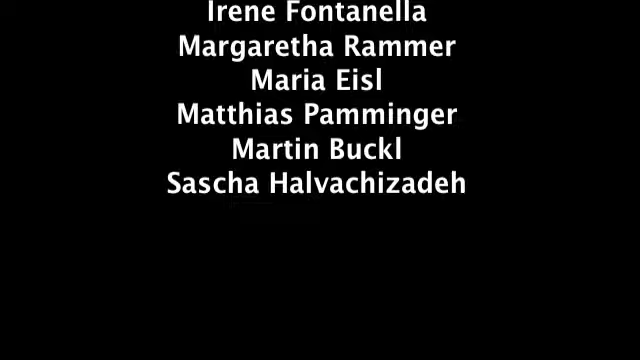 Irene Fontanella
Margaretha Rammer
Maria Eisl
Matthias Pamminger
Martin Buckl
Sascha Halvachizadeh